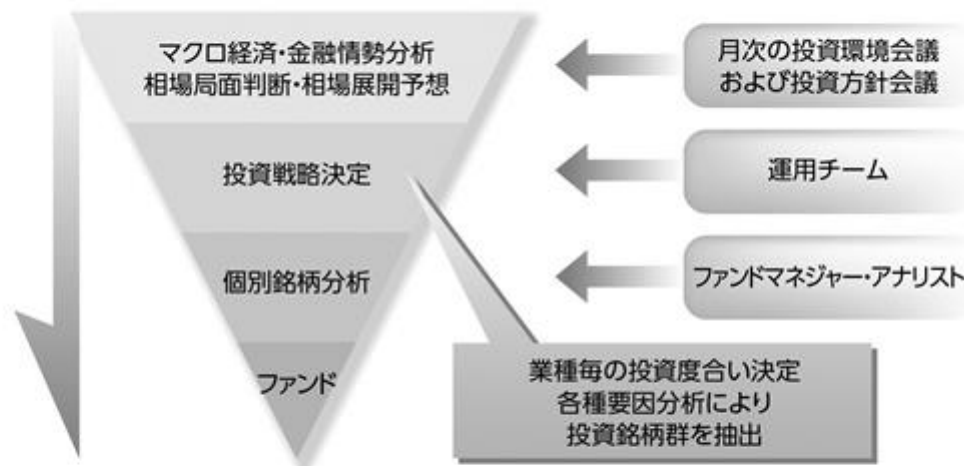 マクロ経済・金融情勢分析
相場局面判断・相場展開予想
月次の投資環境会議
および投資方針会議
投資戦略決定
運用チーム
個別銘柄分析
ファンドマネジャー・アナリスト
ファンド
業種毎の投資度合い決定
各種要因分析により
投資銘柄群を抽出